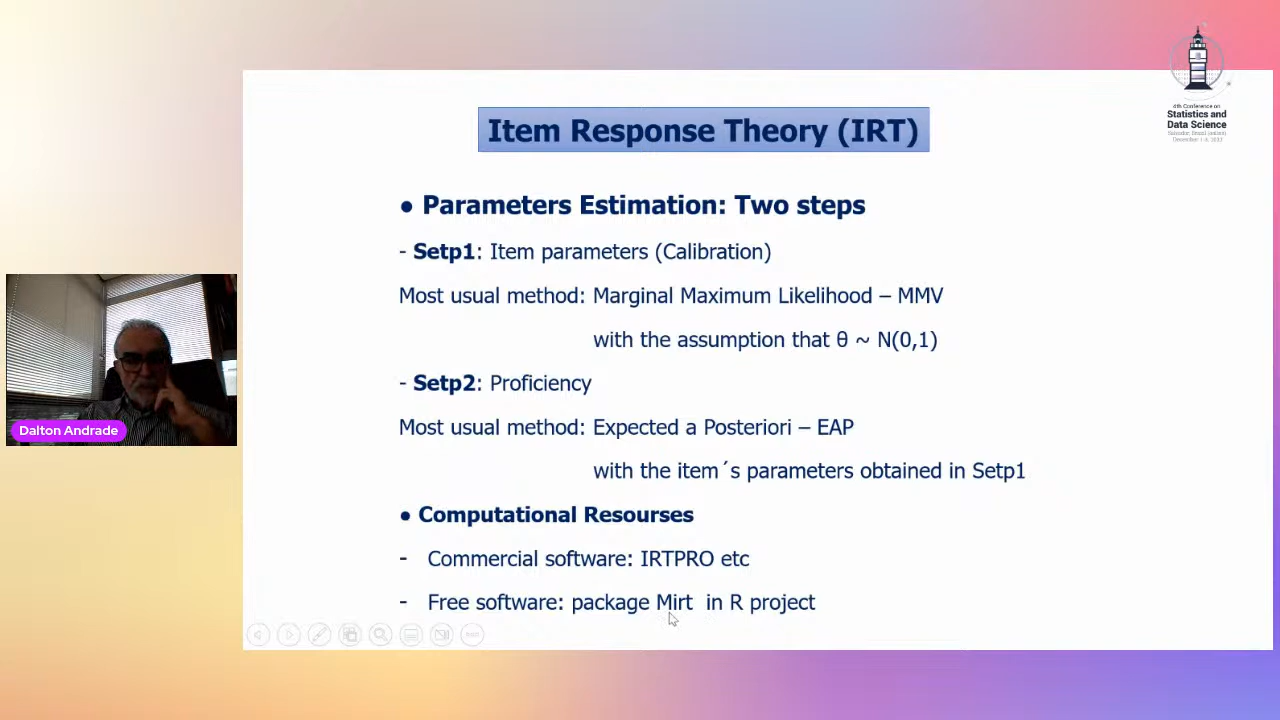 4th Conference on
Statistics and
Data Science
Item Response Theory (IRT)
● Parameters Estimation: Two steps
- Setp1: Item parameters (Calibration)
Most usual method: Marginal Maximum Likelihood – MMV
with the assumption that θ ~ N(0,1)
- Setp2: Proficiency
Most usual method: Expected a Posteriori – EAP
with the item´s parameters obtained in Setp1
● Computational Resourses
- Commercial software: IRTPRO etc
- Free software: package Mirt in R project
Dalton Andrade